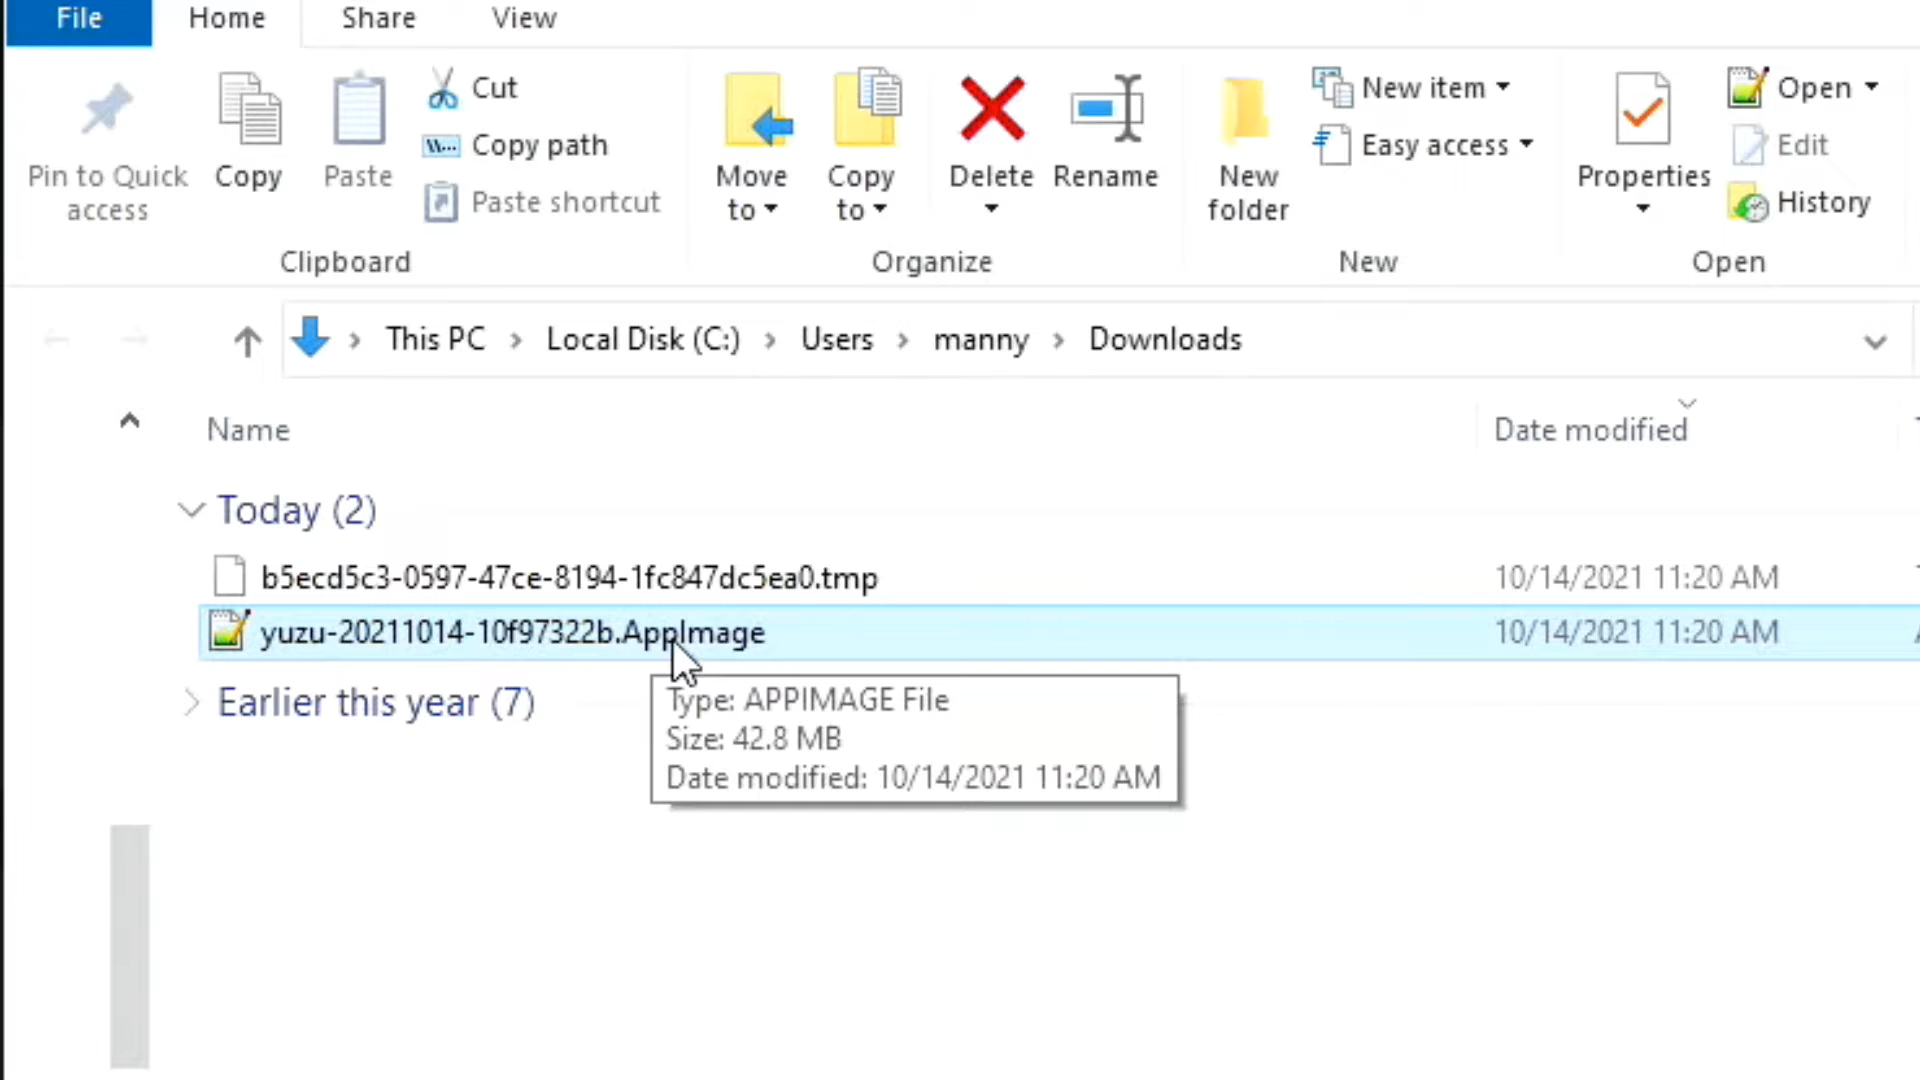 File Home Share View
Pin to Quick access
Copy
Paste
Cut
Copy path
Paste shortcut
Clipboard
Move to
Copy to
Delete
Rename
Organize
New folder
New item
Easy access
New
Properties
Open
Edit
History
Open
This PC > Local Disk (C:) > Users > manny > Downloads
Name Date modified
Today (2)
b5ecd5c3-0597-47ce-8194-1fc847dc5ea0.tmp 10/14/2021 11:20 AM
yuzu-20211014-10f97322b.AppImage 10/14/2021 11:20 AM
Earlier this year (7)
Type: APPIMAGE File
Size: 42.8 MB
Date modified: 10/14/2021 11:20 AM